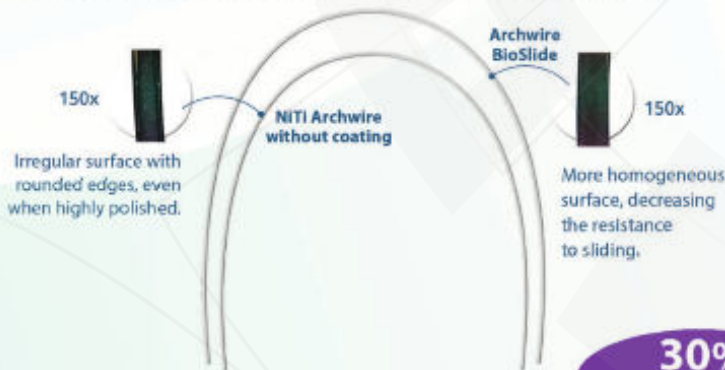 Archwire
BioSlide
150x
NiTi Archwire
without coating
150x
Irregular surface with
rounded edges, even
when highly polished.
More homogeneous
surface, decreasing
the resistance
to sliding.
30%